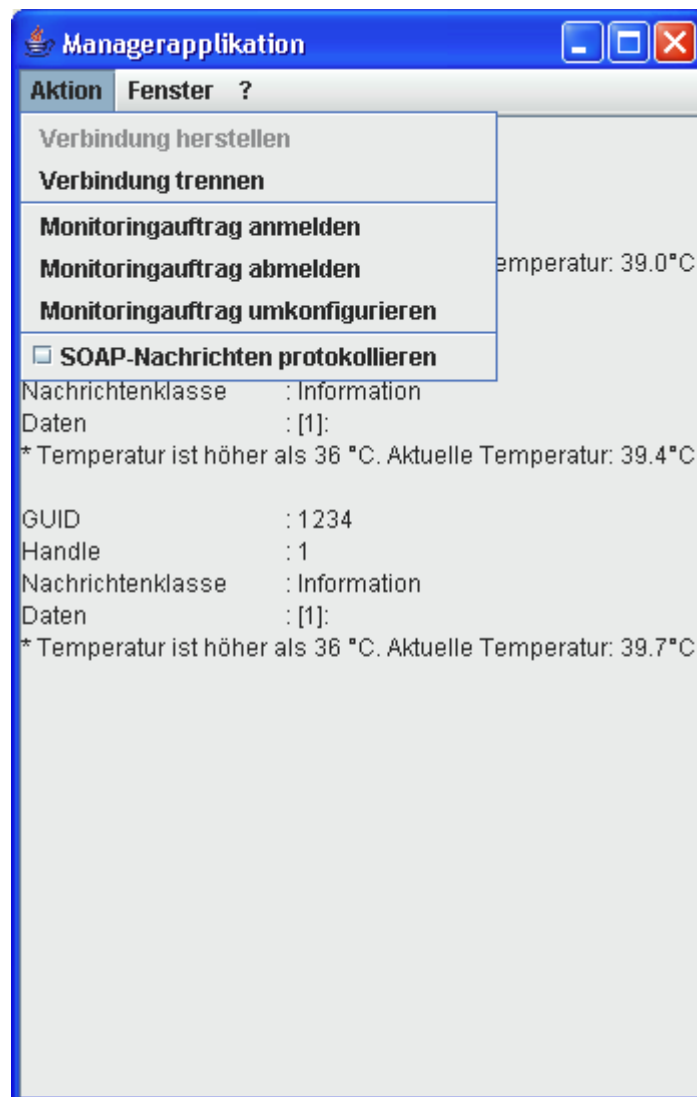 Managerapplikation
Aktion Fenster ?
Verbindung herstellen
Verbindung trennen
Monitoringauftrag anmelden
Monitoringauftrag abmelden
emperatur: 39.0°C
Monitoringauftrag umkonfigurieren
SOAP-Nachrichten protokollieren
Nachrichtenklasse : Information
Daten : [1]:
* Temperatur ist höher als 36 °C. Aktuelle Temperatur: 39.4°C
GUID : 1234
Handle : 1
Nachrichtenklasse : Information
Daten : [1]:
* Temperatur ist höher als 36 °C. Aktuelle Temperatur: 39.7°C